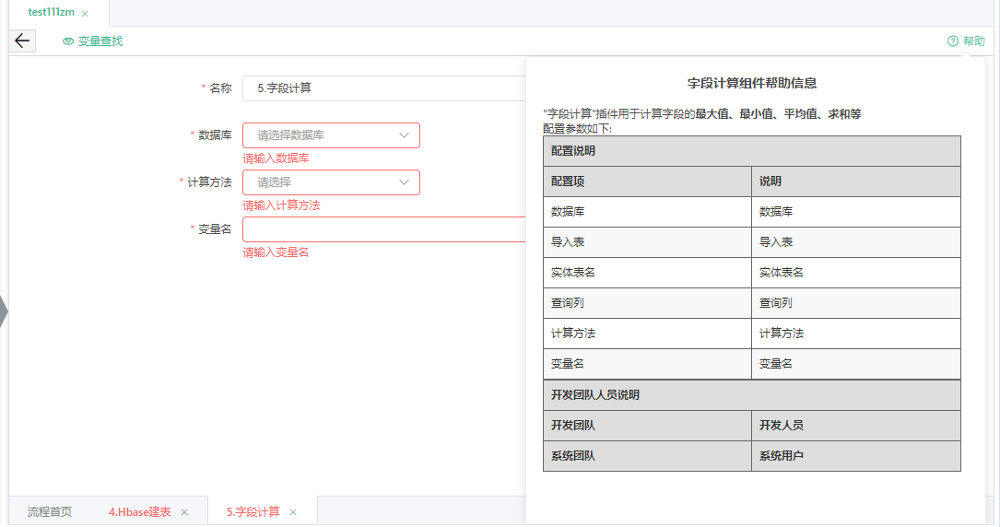 test111zm ×
变量查找
帮助
* 名称 5.字段计算
* 数据库 请选择数据库
请输入数据库
* 计算方法 请选择
请输入计算方法
* 变量名
请输入变量名
字段计算组件帮助信息
"字段计算"插件用于计算字段的最大值、最小值、平均值、求和等
配置参数如下:
配置说明
配置项 说明
数据库 数据库
导入表 导入表
实体表名 实体表名
查询列 查询列
计算方法 计算方法
变量名 变量名
开发团队人员说明
开发团队 开发人员
系统团队 系统用户
流程首页 4.Hbase建表 × 5.字段计算 ×